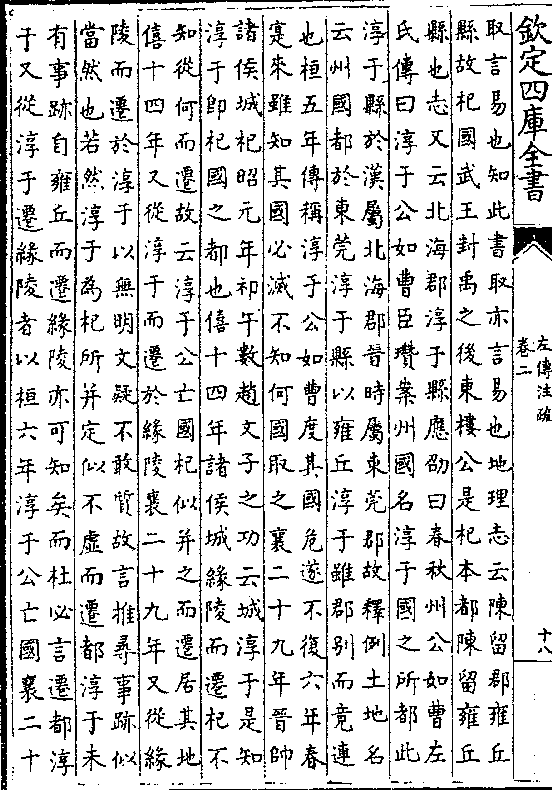 欽定四庫全書
左傳注疏
卷二
十八
取言易也知此書取亦言易也地理志云陳留郡雍丘
縣故杞國武王封禹之後東樓公是杞本都陳留雍丘
縣也志又云北海郡淳于縣應劭曰春秋州公如曹左
氏傳曰淳于公如曹臣瓚案州國名淳于國之所都此
淳于縣於漢屬北海郡晉時屬東莞郡故釋例土地名
云州國都於東莞淳于縣以雍丘淳于雖郡別而竟連
也桓五年傳稱淳于公如曹度其國危遂不復六年春
寔來雖知其國必滅不知何國取之襄二十九年晉帥
諸侯城杞昭元年祁午數趙文子之功云城淳于是知
淳于即杞國之都也僖十四年諸侯城緣陵而遷杞不
知從何而遷故云淳于公亡國杞似并之而遷居其地
僖十四年又從淳于而遷於緣陵襄二十九年又從緣
陵而遷於淳于以無明文疑不敢質故言推尋事跡似
當然也若然淳于為杞所并定似不虛而遷都淳于未
有事跡自雍丘而遷緣陵亦可知矣而杜必言遷都淳
于又從淳于遷緣陵者以桓六年淳于公亡國襄二十